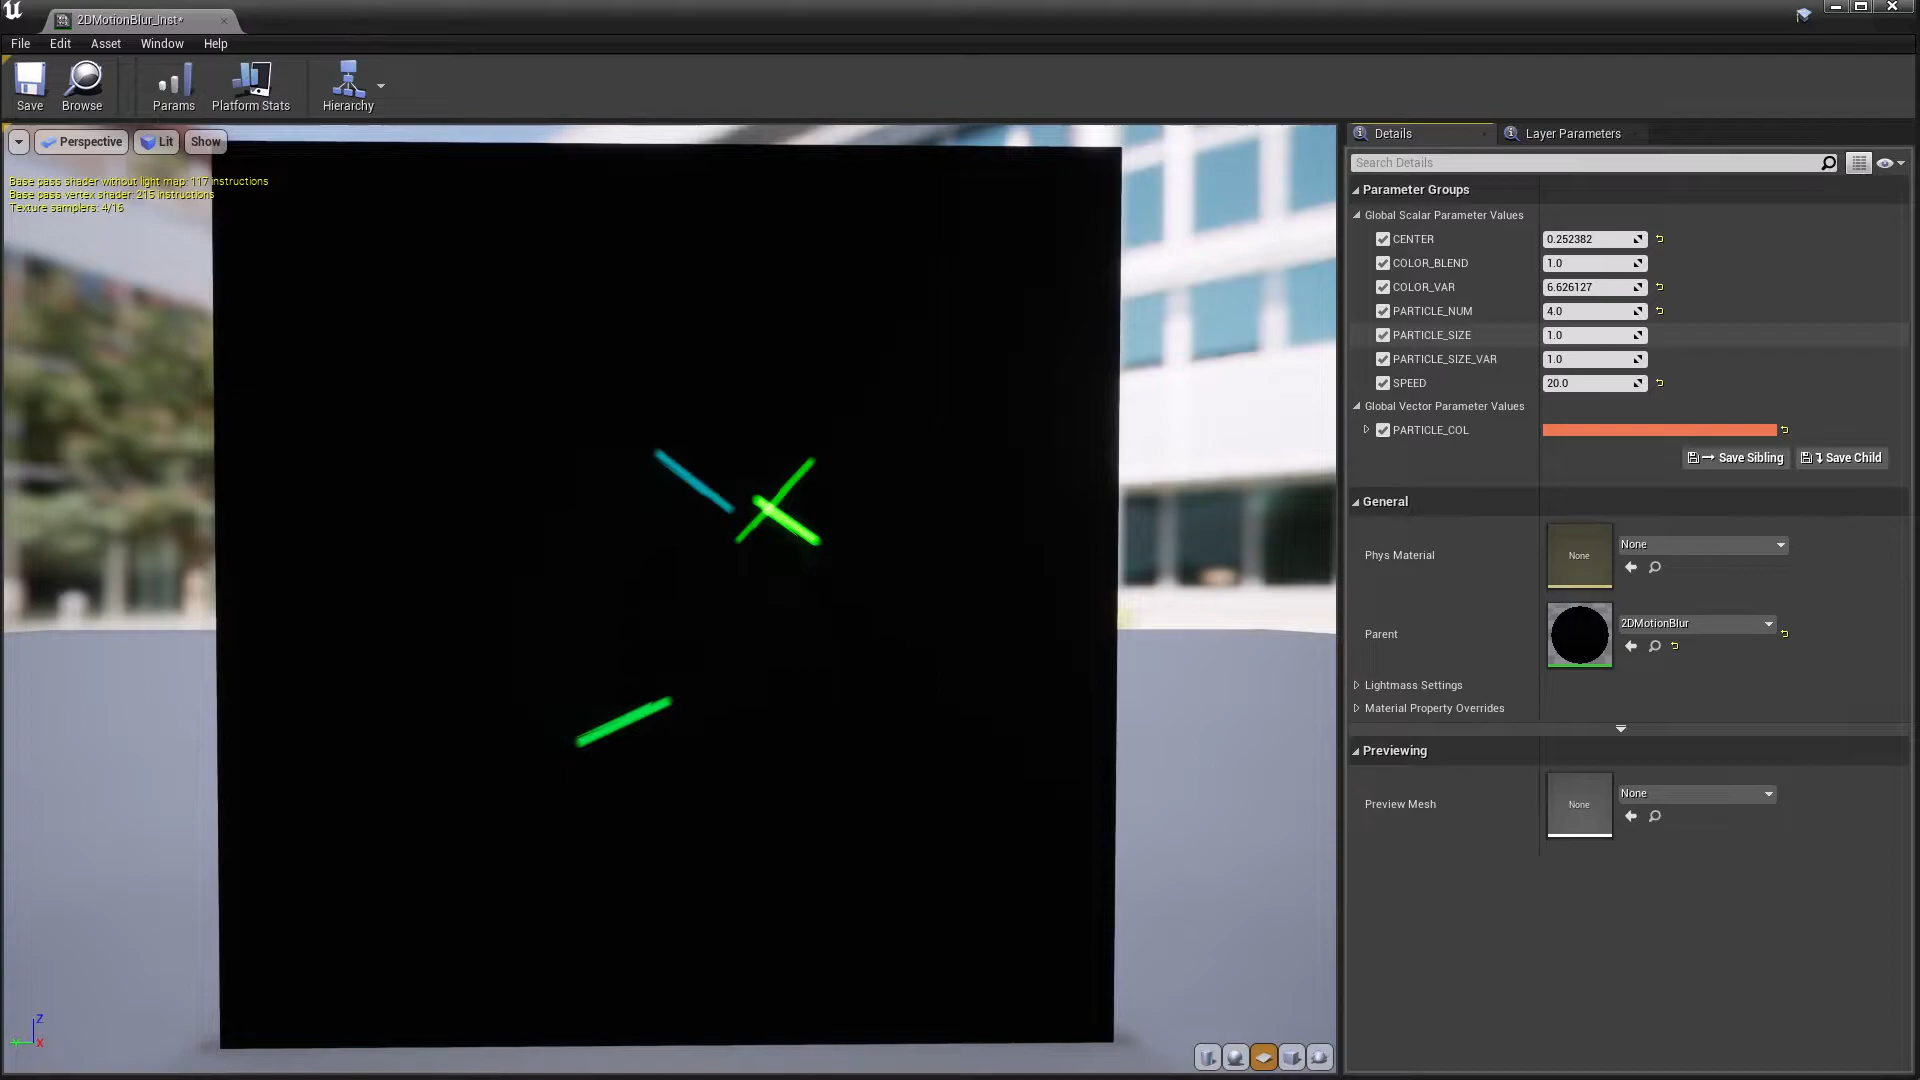 2DMotionBlur_Inst*
File Edit Asset Window Help
Save Browse Params Platform Stats Hierarchy
Perspective Lit Show
Base pass shader without light map: 117 instructions
Base pass vertex shader: 215 instructions
Texture samplers: 4/16
Z
Y X
Details Layer Parameters
Search Details
Parameter Groups
Global Scalar Parameter Values
CENTER 0.252382
COLOR_BLEND 1.0
COLOR_VAR 6.626127
PARTICLE_NUM 4.0
PARTICLE_SIZE 1.0
PARTICLE_SIZE_VAR 1.0
SPEED 20.0
Global Vector Parameter Values
PARTICLE_COL
Save Sibling Save Child
General
Phys Material None None
Parent 2DMotionBlur
Lightmass Settings
Material Property Overrides
Previewing
Preview Mesh None None